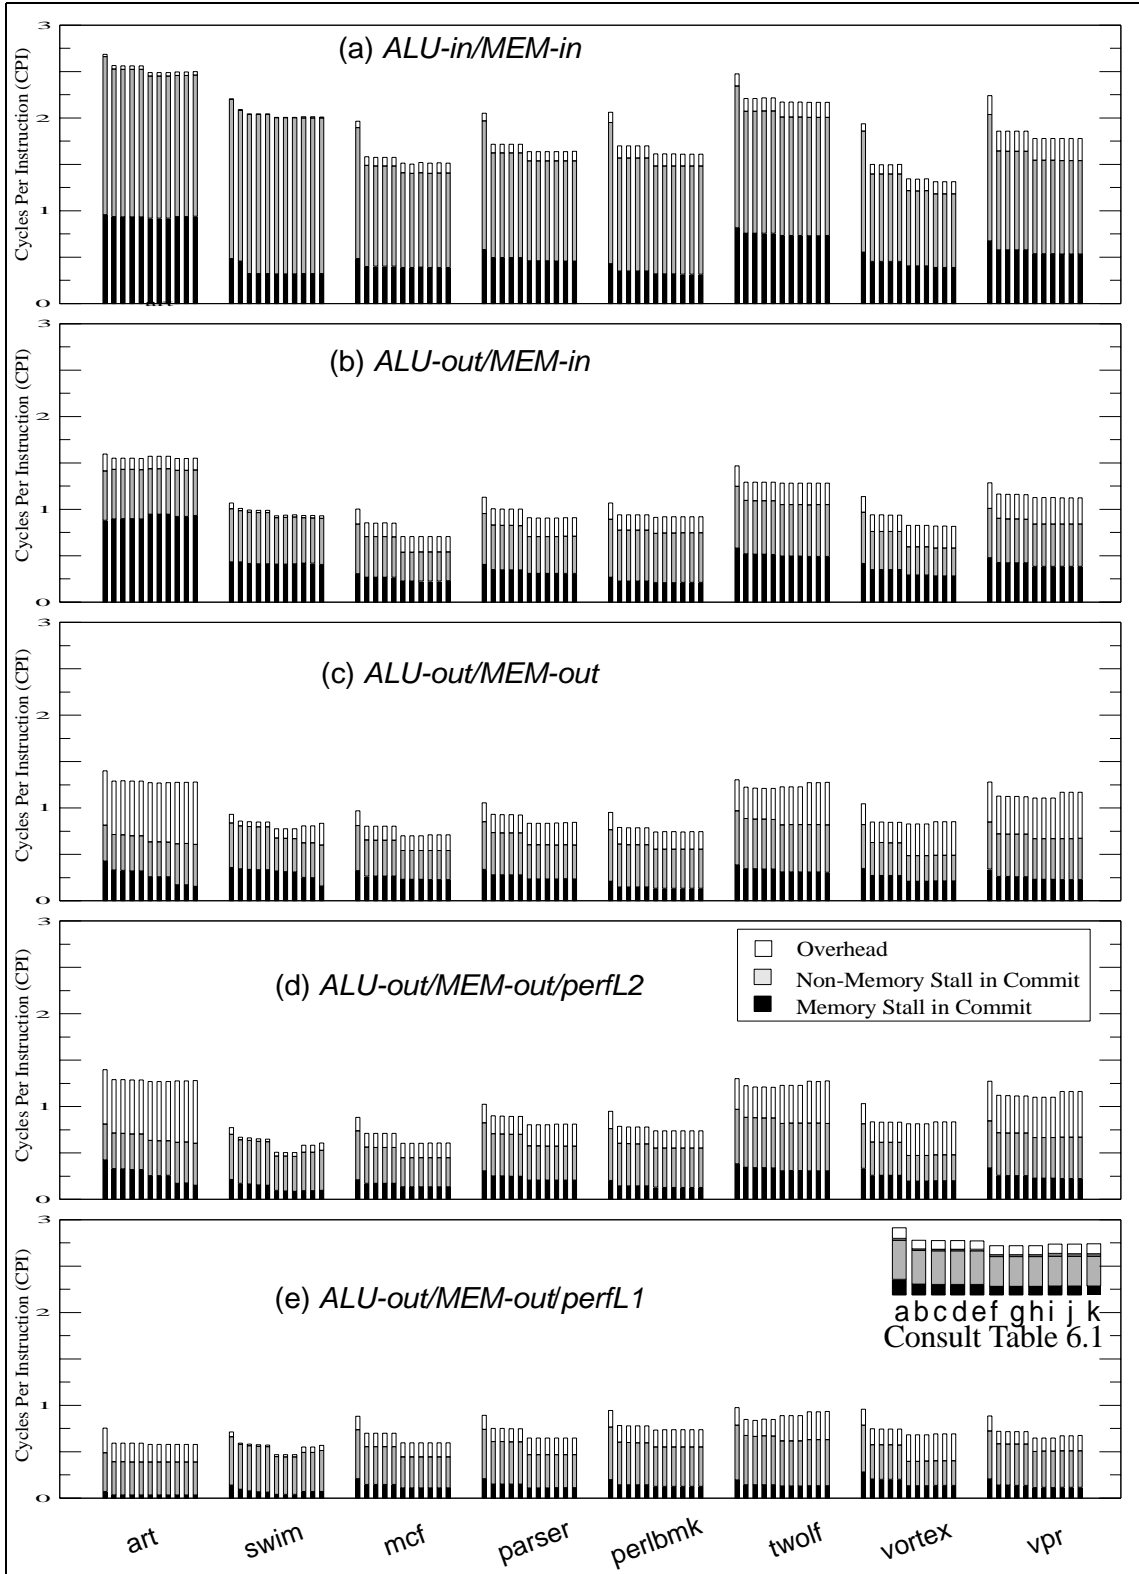 (a) ALU-in/MEM-in
Cycles Per Instruction (CPI)
3
2
1
0
(b) ALU-out/MEM-in
Cycles Per Instruction (CPI)
3
2
1
0
(c) ALU-out/MEM-out
Cycles Per Instruction (CPI)
3
2
1
0
(d) ALU-out/MEM-out/perfL2
Cycles Per Instruction (CPI)
3
2
1
0
Overhead
Non-Memory Stall in Commit
Memory Stall in Commit
(e) ALU-out/MEM-out/perfL1
Cycles Per Instruction (CPI)
3
2
1
0
a b c d e f g h i j k
Consult Table 6.1
art swim mcf parser perlbmk twolf vortex vpr